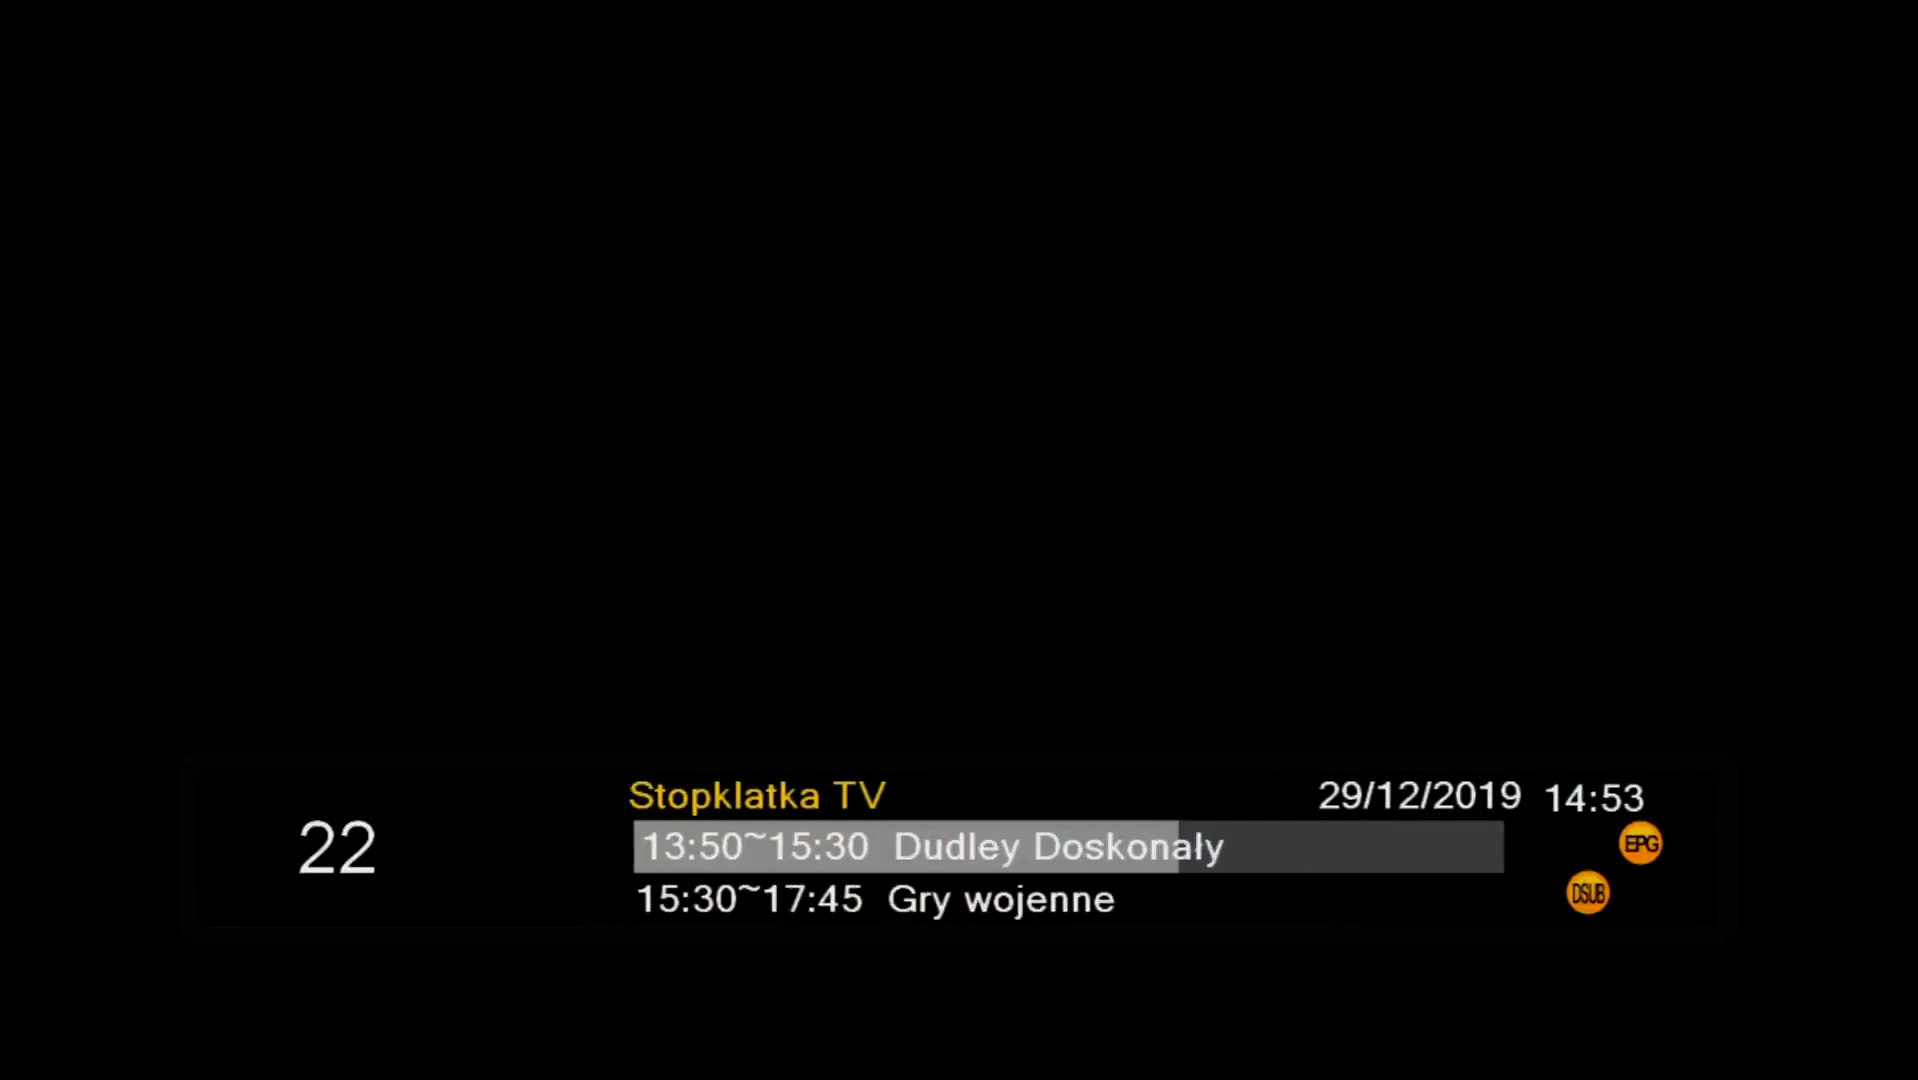 Stopklatka TV 29/12/2019 14:53
22
13:50~15:30 Dudley Doskonały
EPG
15:30~17:45 Gry wojenne
DSUB